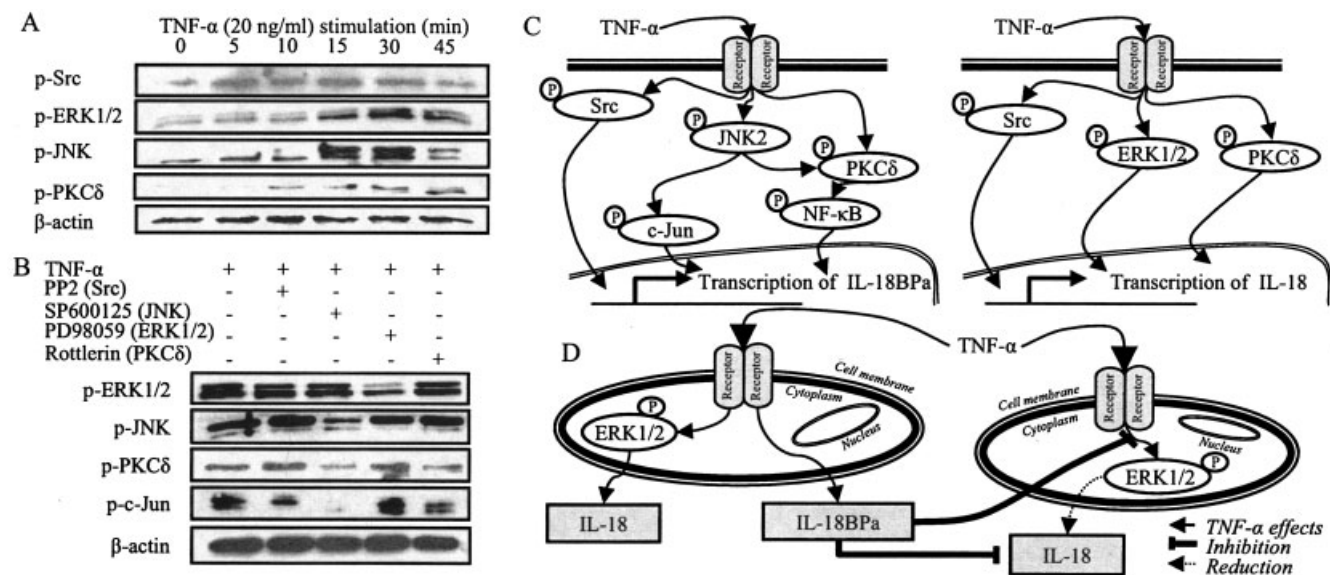 A
TNF-α (20 ng/ml) stimulation (min)
0 5 10 15 30 45
p-Src
p-ERK1/2
p-JNK
p-PKCδ
β-actin
B
TNF-α + + + + +
PP2 (Src) - + - - -
SP600125 (JNK) - - + - -
PD98059 (ERK1/2) - - - + -
Rottlerin (PKCδ) - - - - +
p-ERK1/2
p-JNK
p-PKCδ
p-c-Jun
β-actin
C
TNF-α
Receptor Receptor
P Src
P JNK2
P PKCδ
P NF-κB
P c-Jun
Transcription of IL-18BPa
TNF-α
Receptor Receptor
P Src
P ERK1/2
P PKCδ
Transcription of IL-18
D
TNF-α
Receptor Receptor
Cell membrane
Cytoplasm
Nucleus
P
ERK1/2
IL-18
IL-18BPa
Receptor Receptor
Cell membrane
Cytoplasm
Nucleus
P
ERK1/2
IL-18
TNF-α effects
Inhibition
Reduction